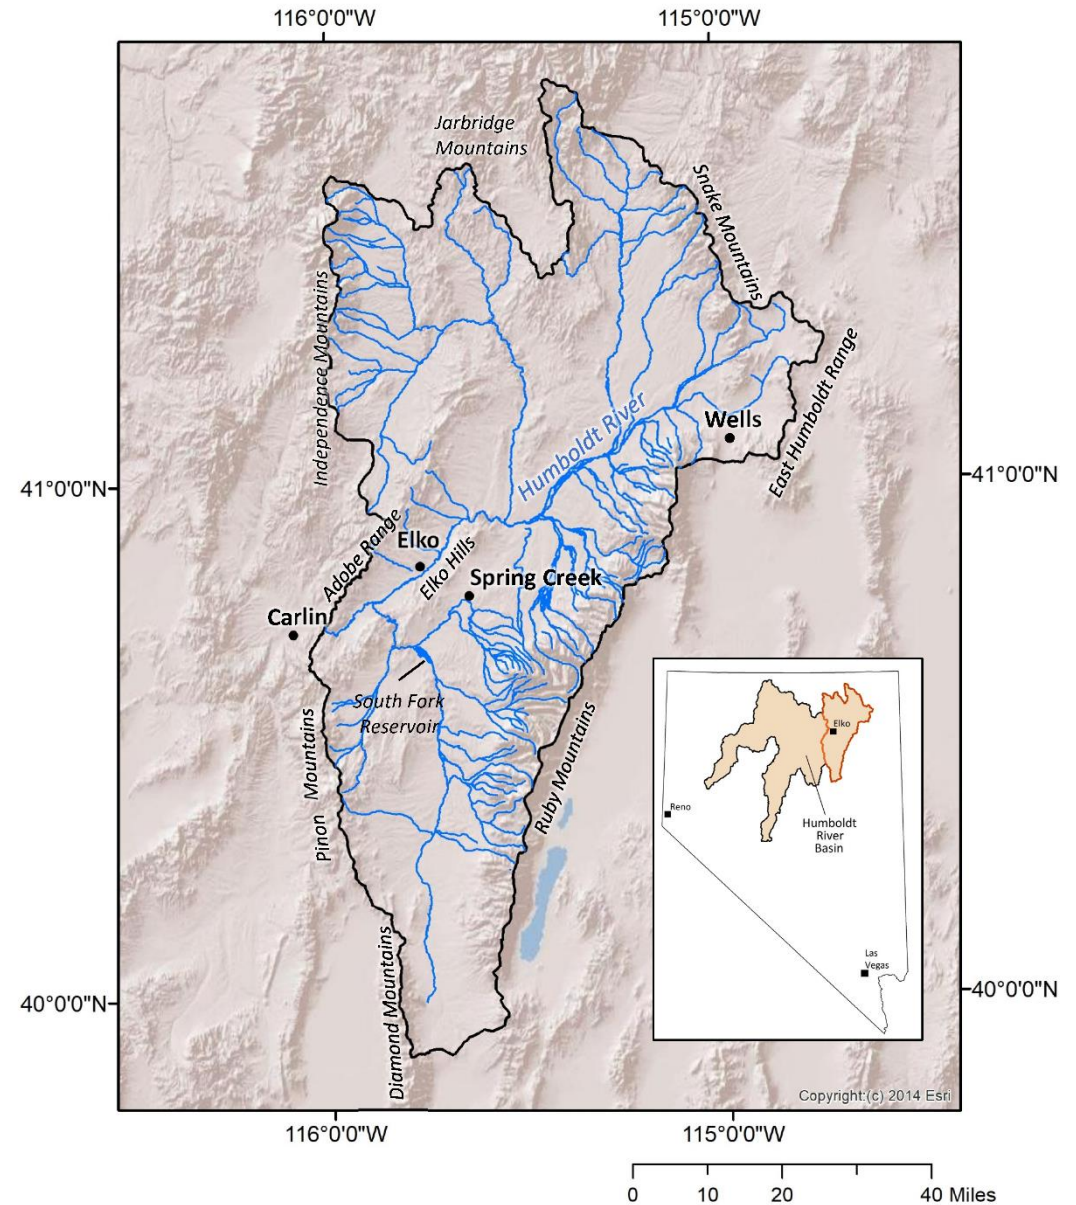 116°0'0"W
115°0'0"W
Jarbridge
Mountains
Snake Mountains
Independence Mountains
East Humboldt Range
Humboldt River
Wells
41°0'0"N
41°0'0"N
Adobe Range
Elko
Elko Hills
Spring Creek
Carlin
South Fork
Reservoir
pinon Mountains
Ruby Mountains
Diamond Mountains
Elko
Reno
Humboldt
River
Basin
Las
Vegas
40°0'0"N
40°0'0"N
Copyright:(c) 2014 Esri
116°0'0"W
115°0'0"W
0 10 20 40 Miles